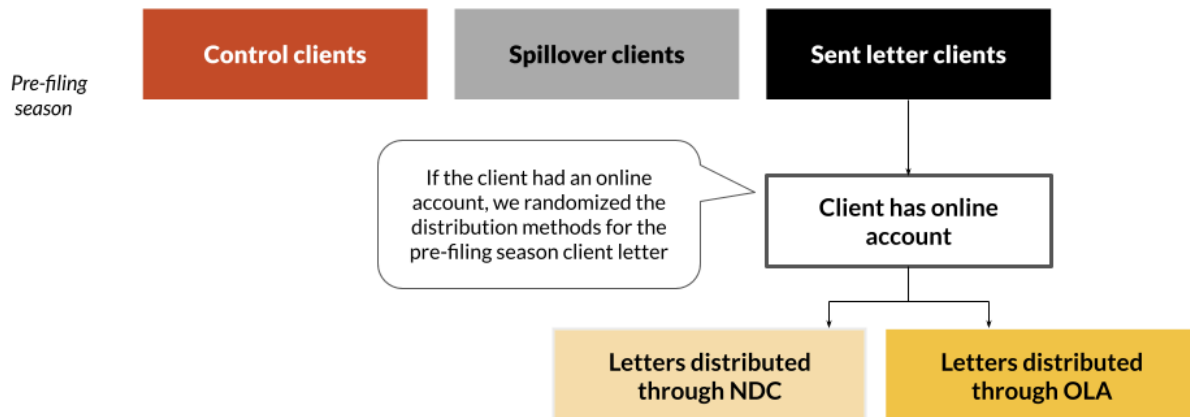 Control clients
Spillover clients
Sent letter clients
Pre-filing
season
If the client had an online
account, we randomized the
distribution methods for the
pre-filing season client letter
Client has online
account
Letters distributed
through NDC
Letters distributed
through OLA